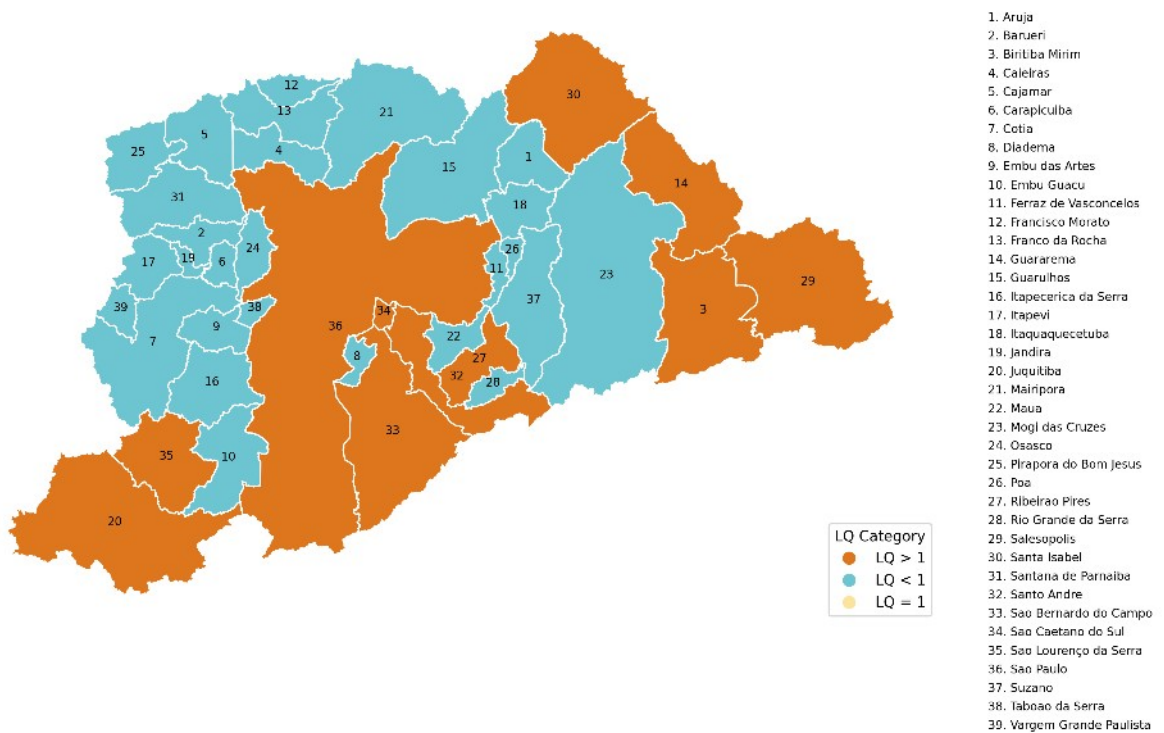 12
30
13
21
5
4
25
15
1
14
31
18
2
24
26
17
19
6
11
23
29
37
39
38
34
3
9
36
22
7
8
27
32
28
16
33
35
10
20
LQ Category
LQ > 1
LQ < 1
LQ = 1
1. Aruja
2. Barueri
3. Biritiba Mirim
4. Caleiras
5. Cajamar
6. Carapicuiba
7. Cotia
8. Diadema
9. Embu das Artes
10. Embu Guacu
11. Ferraz de Vasconcelos
12. Francisco Morato
13. Franco da Rocha
14. Guararema
15. Guarulhos
16. Itapecerica da Serra
17. Itapevi
18. Itaquaquecetuba
19. Jandira
20. Juquitiba
21. Mairipora
22. Maua
23. Mogi das Cruzes
24. Osasco
25. Pirapora do Bom Jesus
26. Poa
27. Ribeirao Pires
28. Rio Grande da Serra
29. Salesopolis
30. Santa Isabel
31. Santana de Parnaiba
32. Santo Andre
33. Sao Bernardo do Campo
34. Sao Caetano do Sul
35. Sao Lourenço da Serra
36. Sao Paulo
37. Suzano
38. Taboao da Serra
39. Vargem Grande Paulista